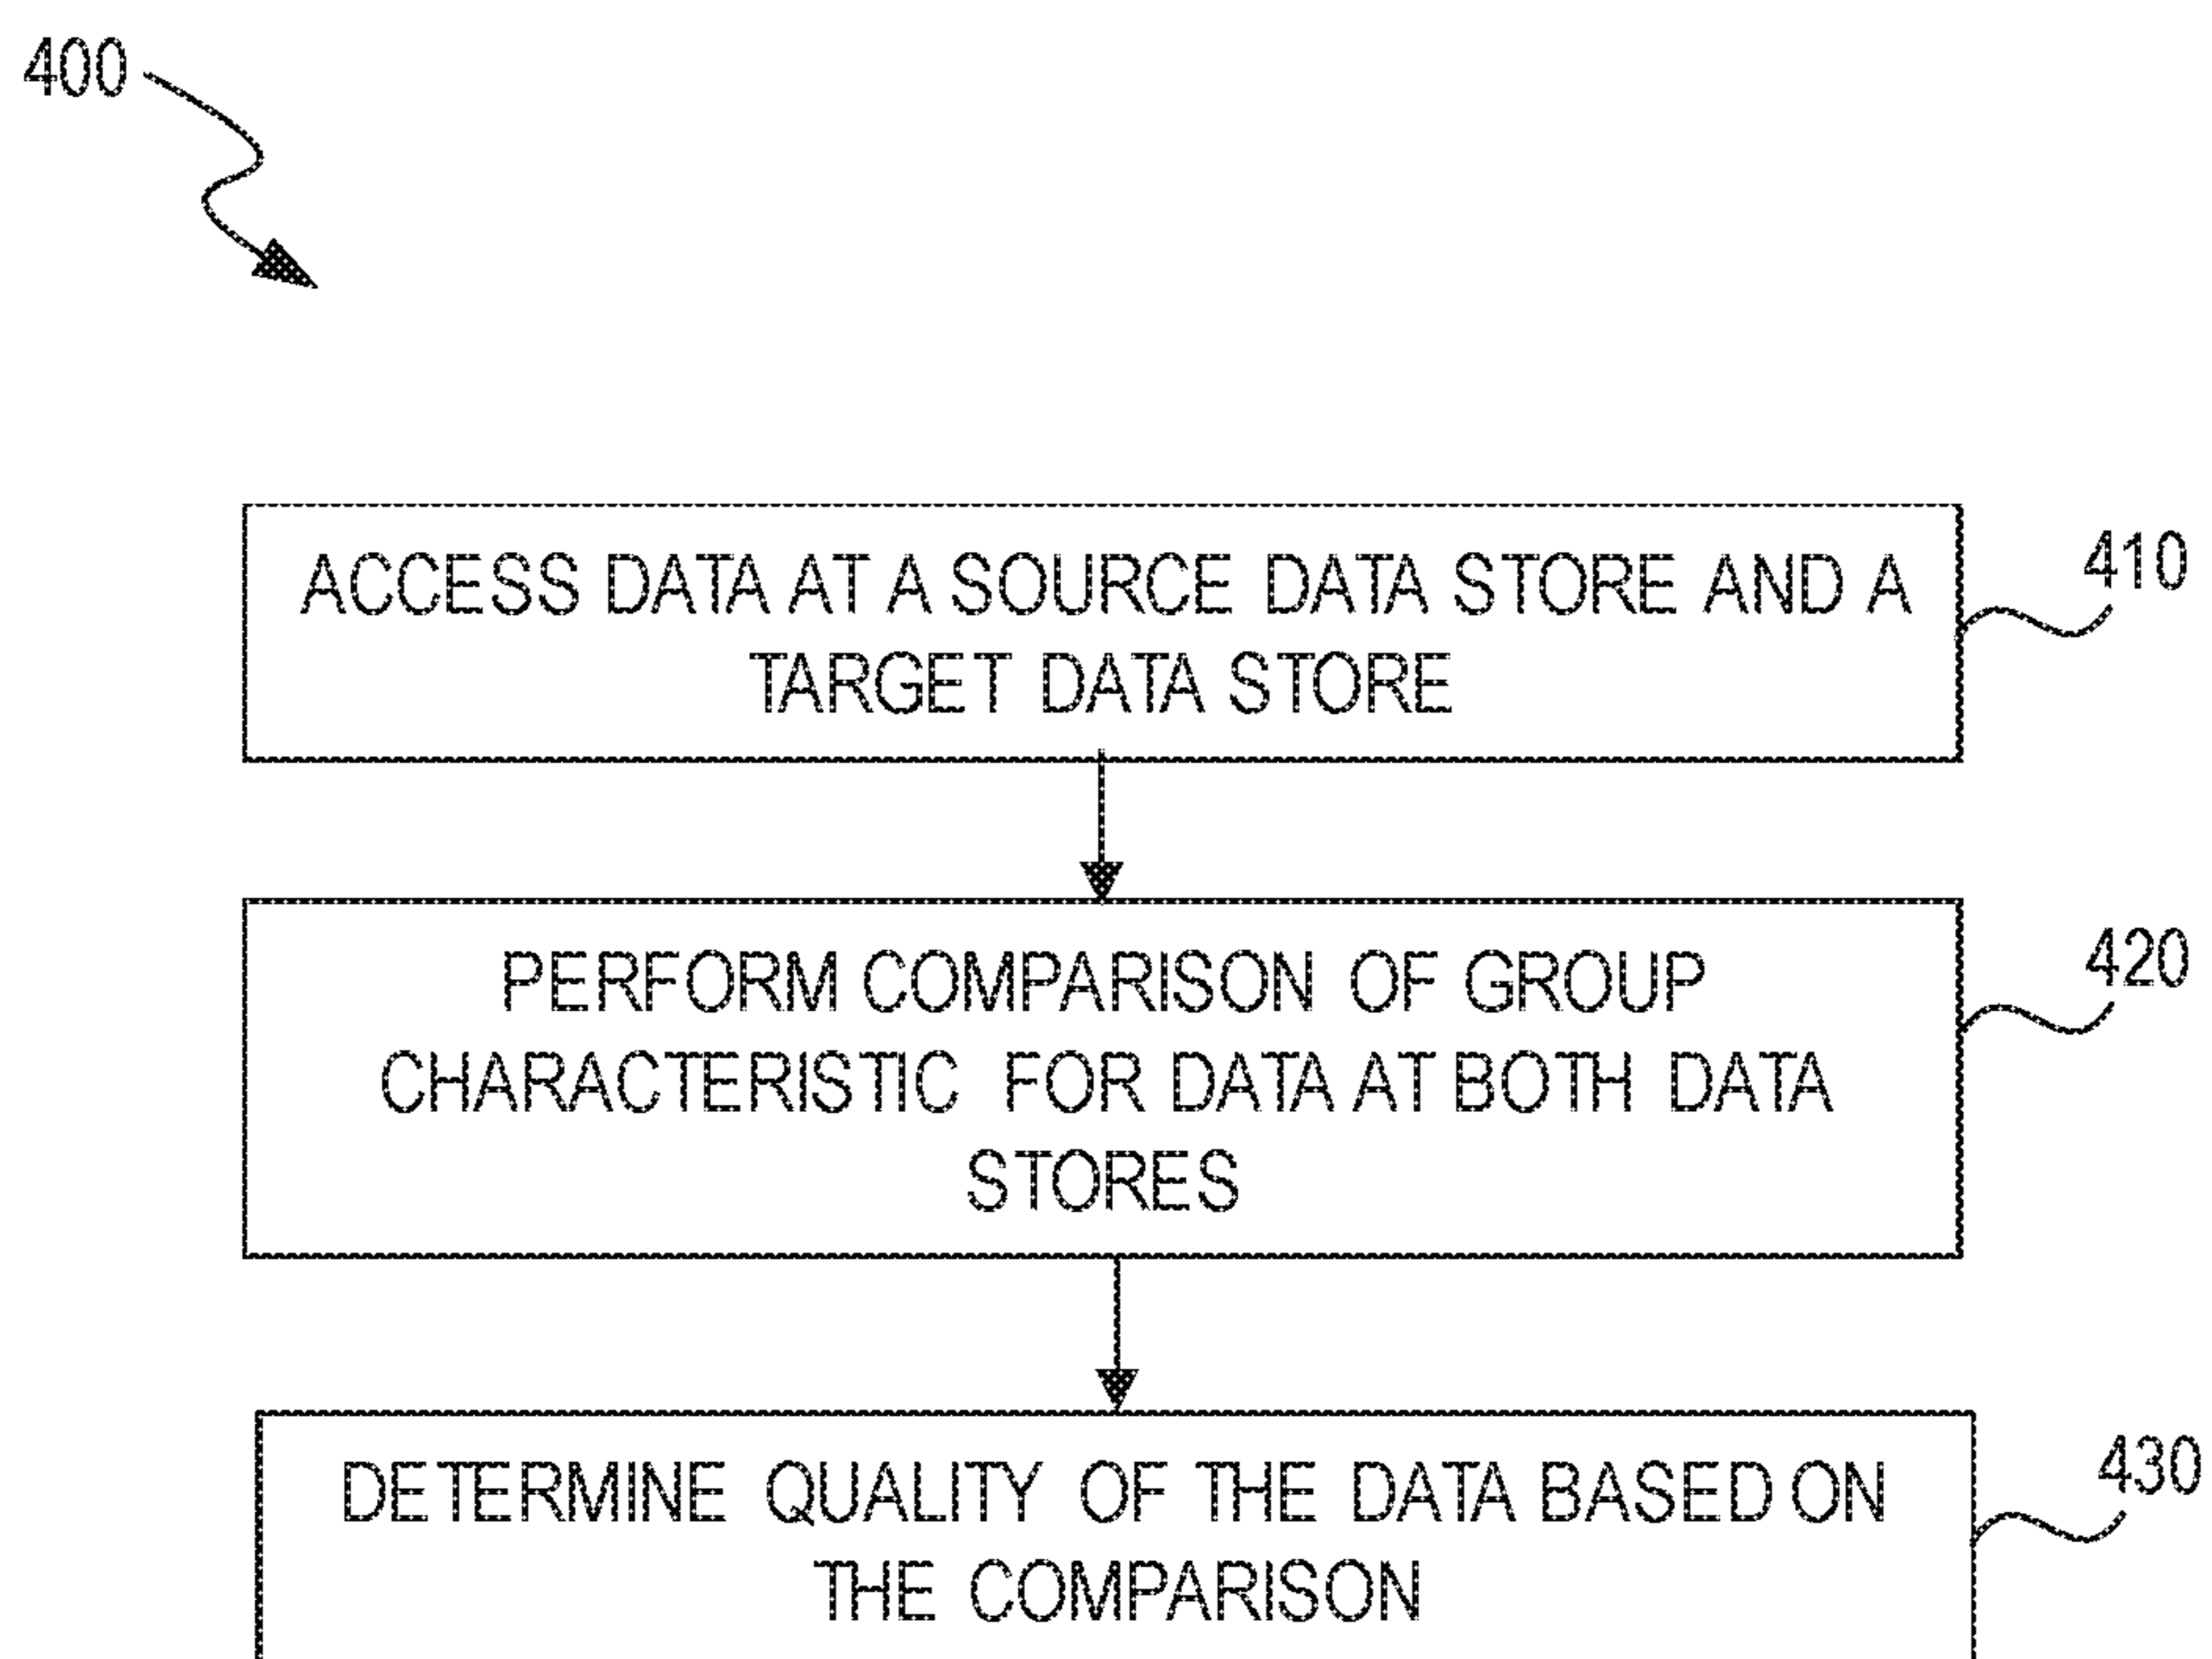 400
ACCESS DATA AT A SOURCE DATA STORE AND A
TARGET DATA STORE
410
PERFORM COMPARISON OF GROUP
CHARACTERISTIC FOR DATA AT BOTH DATA
STORES
420
DETERMINE QUALITY OF THE DATA BASED ON
THE COMPARISON
430